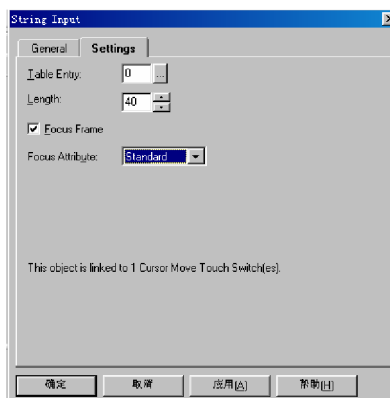 String Input
General Settings
Table Entry: 0 ...
Length: 40
Focus Frame
Focus Attribute: Standard
This object is linked to 1 Cursor Move Touch Switch(es).
确定 取消 应用(A) 帮助(H)